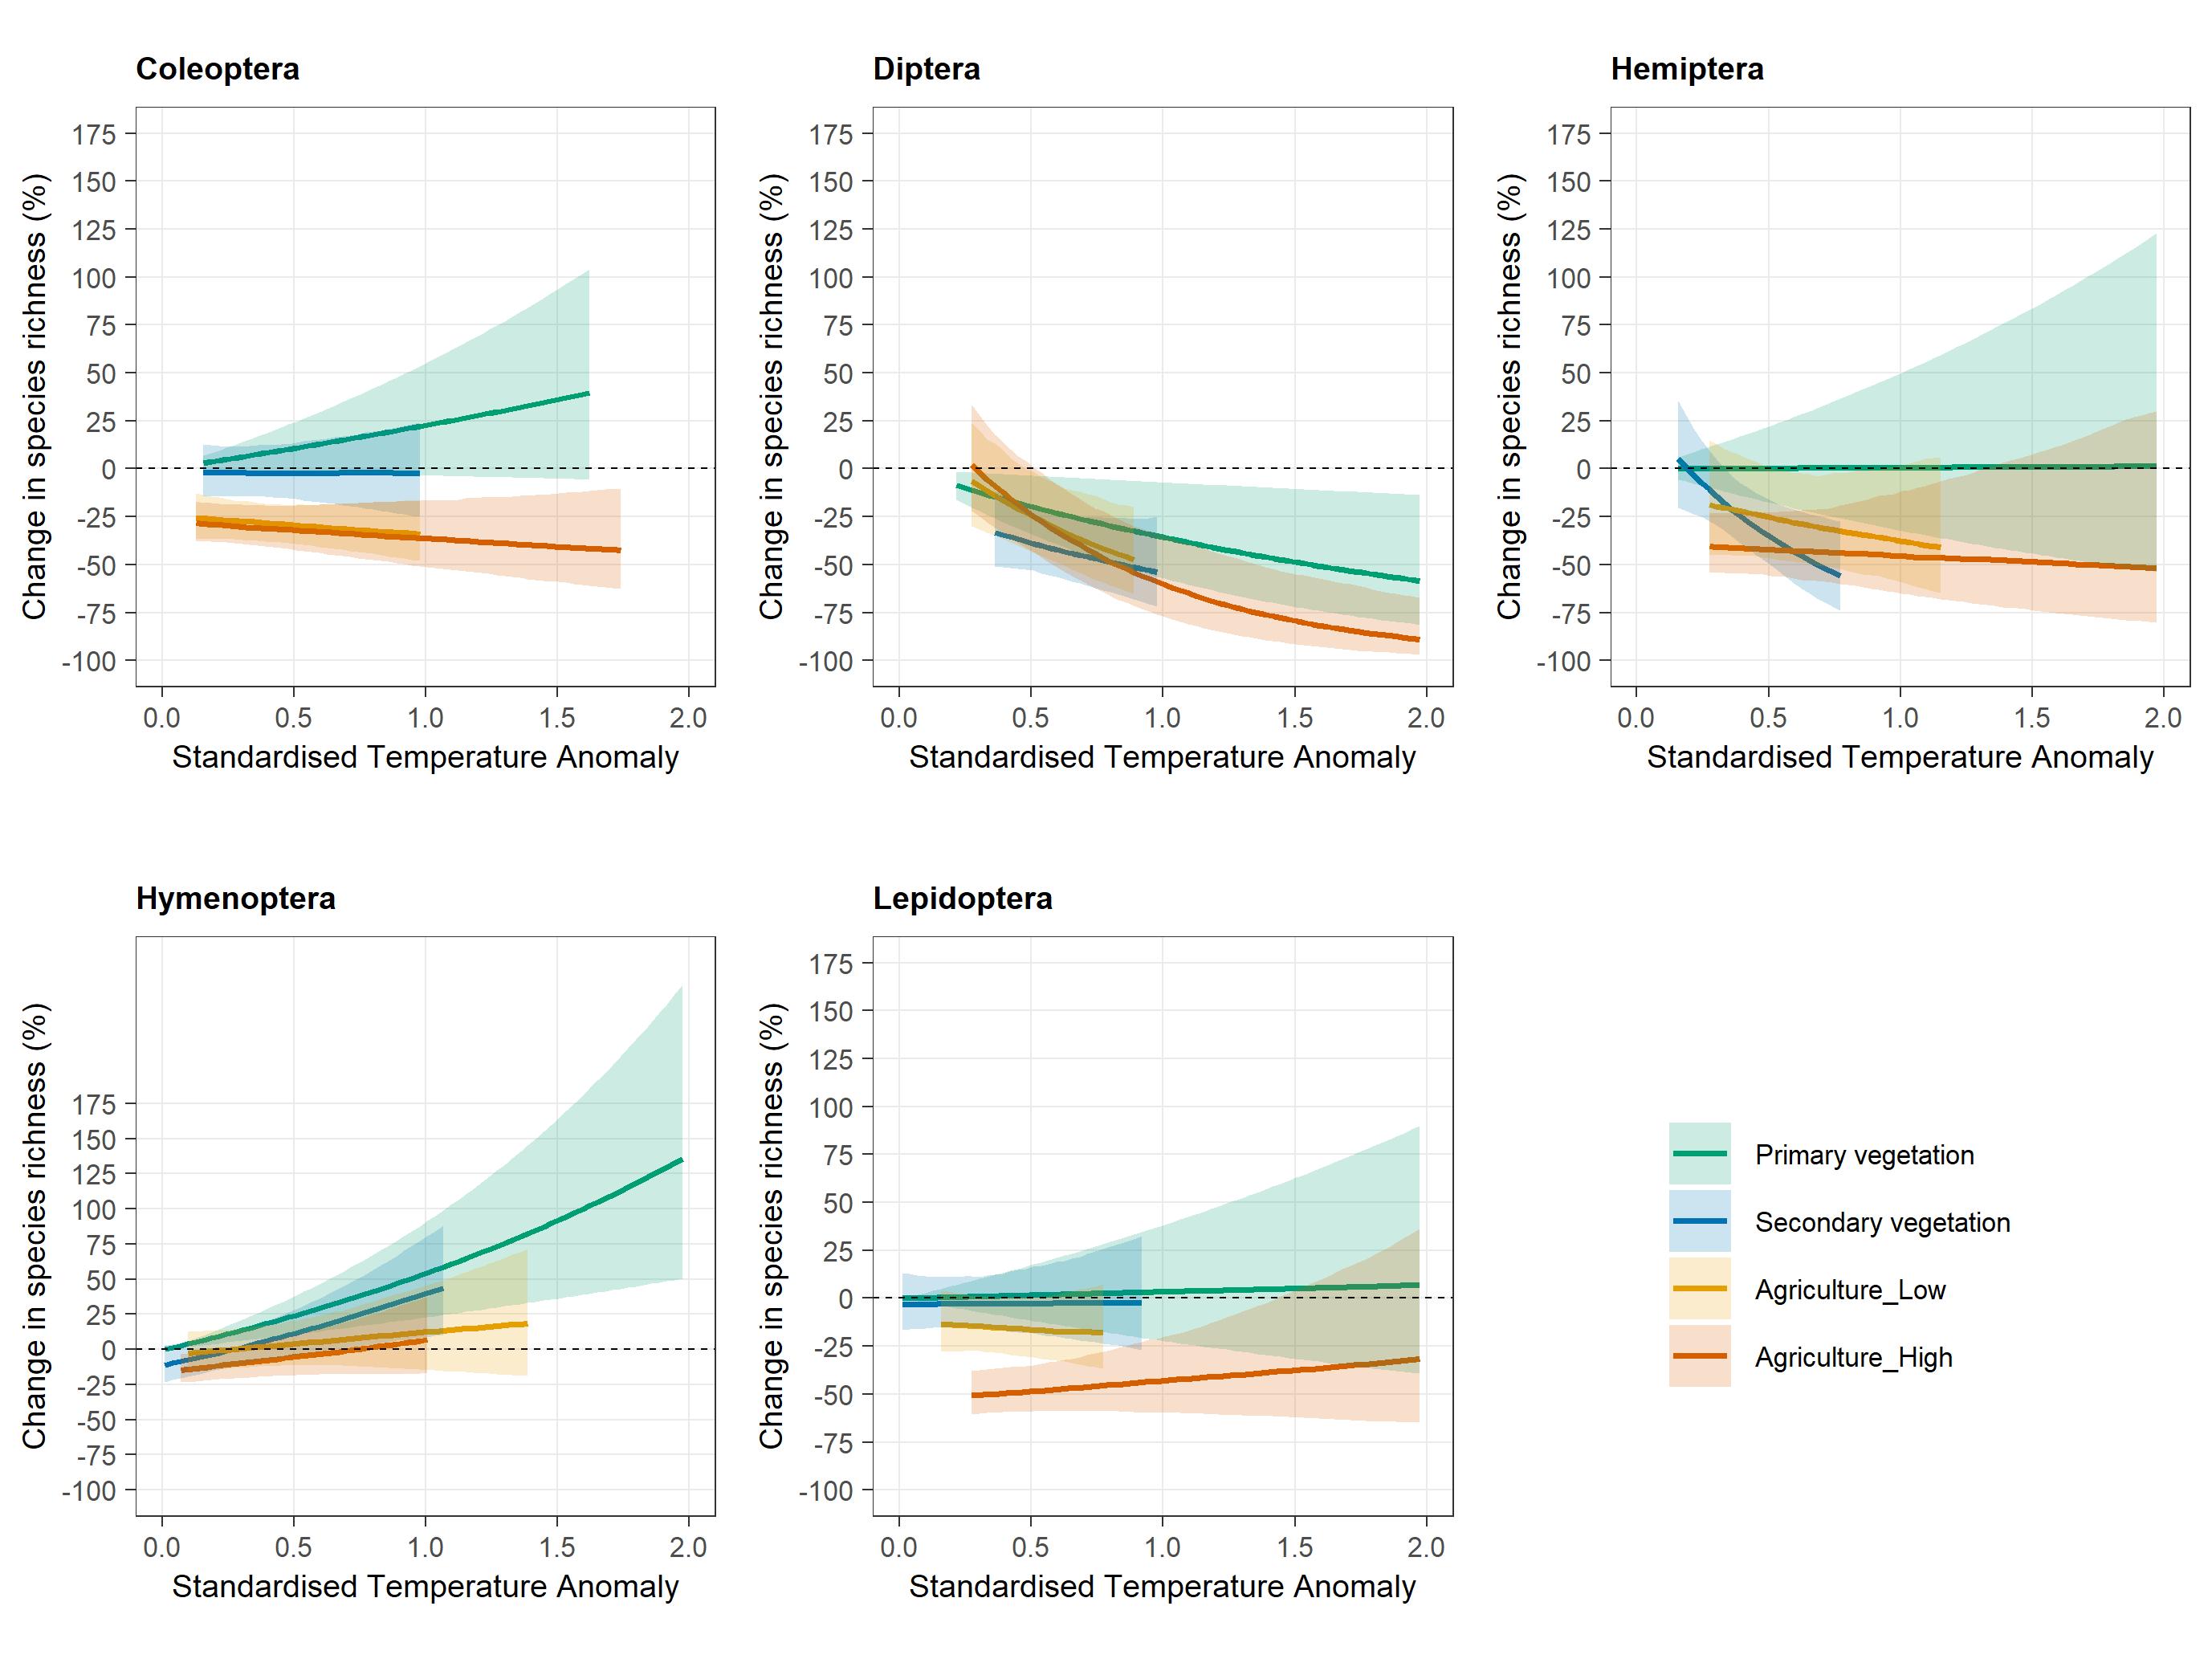 Coleoptera
Change in species richness (%)
175
150
125
100
75
50
25
0
-25
-50
-75
-100
0.0 0.5 1.0 1.5 2.0
Standardised Temperature Anomaly
Diptera
Change in species richness (%)
175
150
125
100
75
50
25
0
-25
-50
-75
-100
0.0 0.5 1.0 1.5 2.0
Standardised Temperature Anomaly
Hemiptera
Change in species richness (%)
175
150
125
100
75
50
25
0
-25
-50
-75
-100
0.0 0.5 1.0 1.5 2.0
Standardised Temperature Anomaly
Hymenoptera
Change in species richness (%)
175
150
125
100
75
50
25
0
-25
-50
-75
-100
0.0 0.5 1.0 1.5 2.0
Standardised Temperature Anomaly
Lepidoptera
Change in species richness (%)
175
150
125
100
75
50
25
0
-25
-50
-75
-100
0.0 0.5 1.0 1.5 2.0
Standardised Temperature Anomaly
Primary vegetation
Secondary vegetation
Agriculture_Low
Agriculture_High